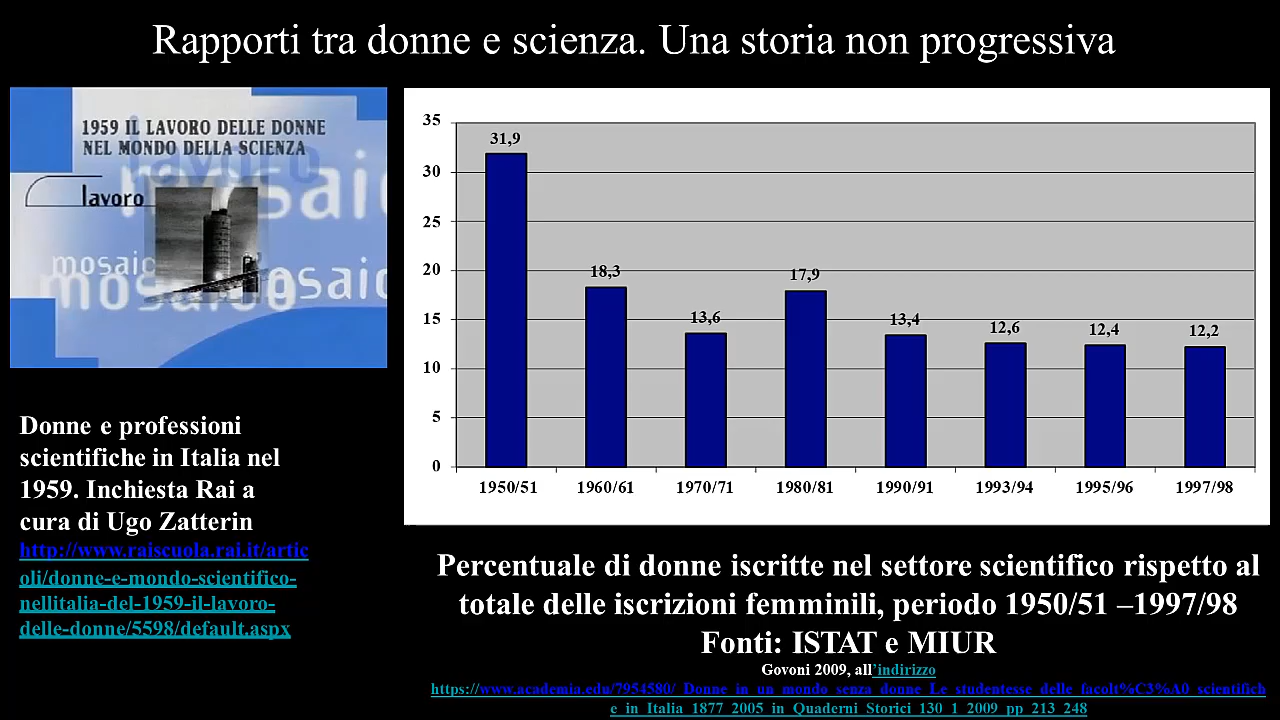 Rapporti tra donne e scienza. Una storia non progressiva
1959 IL LAVORO DELLE DONNE
NEL MONDO DELLA SCIENZA
lavoro
mosaico
Donne e professioni
scientifiche in Italia nel
1959. Inchiesta Rai a
cura di Ugo Zatterin
http://www.raiscuola.rai.it/artic
oli/donne-e-mondo-scientifico-
nellitalia-del-1959-il-lavoro-
delle-donne/5598/default.aspx
35
30
25
20
15
10
5
0
31,9
18,3
13,6
17,9
13,4
12,6
12,4
12,2
1950/51
1960/61
1970/71
1980/81
1990/91
1993/94
1995/96
1997/98
Percentuale di donne iscritte nel settore scientifico rispetto al
totale delle iscrizioni femminili, periodo 1950/51 –1997/98
Fonti: ISTAT e MIUR
Govoni 2009, all'indirizzo
https://www.academia.edu/7954580/_Donne_in_un_mondo_senza_donne_Le_studentesse_delle_facolt%C3%A0_scientifich
e_in_Italia_1877_2005_in_Quaderni_Storici_130_1_2009_pp_213_248